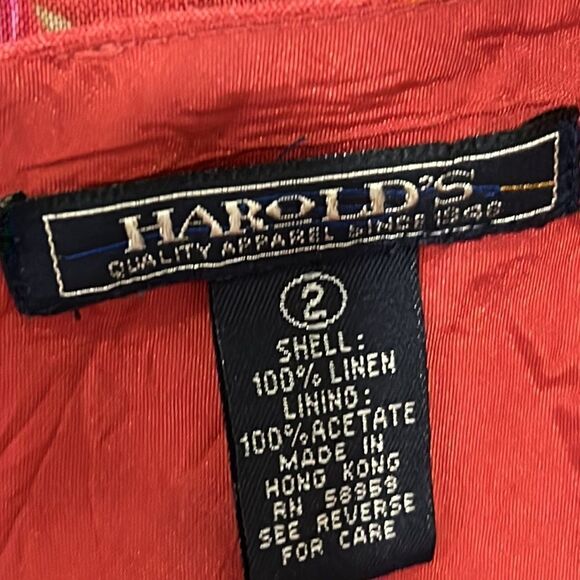 HAROLD'S
QUALITY APPAREL SINCE 1948
2
SHELL:
100% LINEN
LINING:
100% ACETATE
MADE IN
HONG KONG
RN 58959
SEE REVERSE
FOR CARE